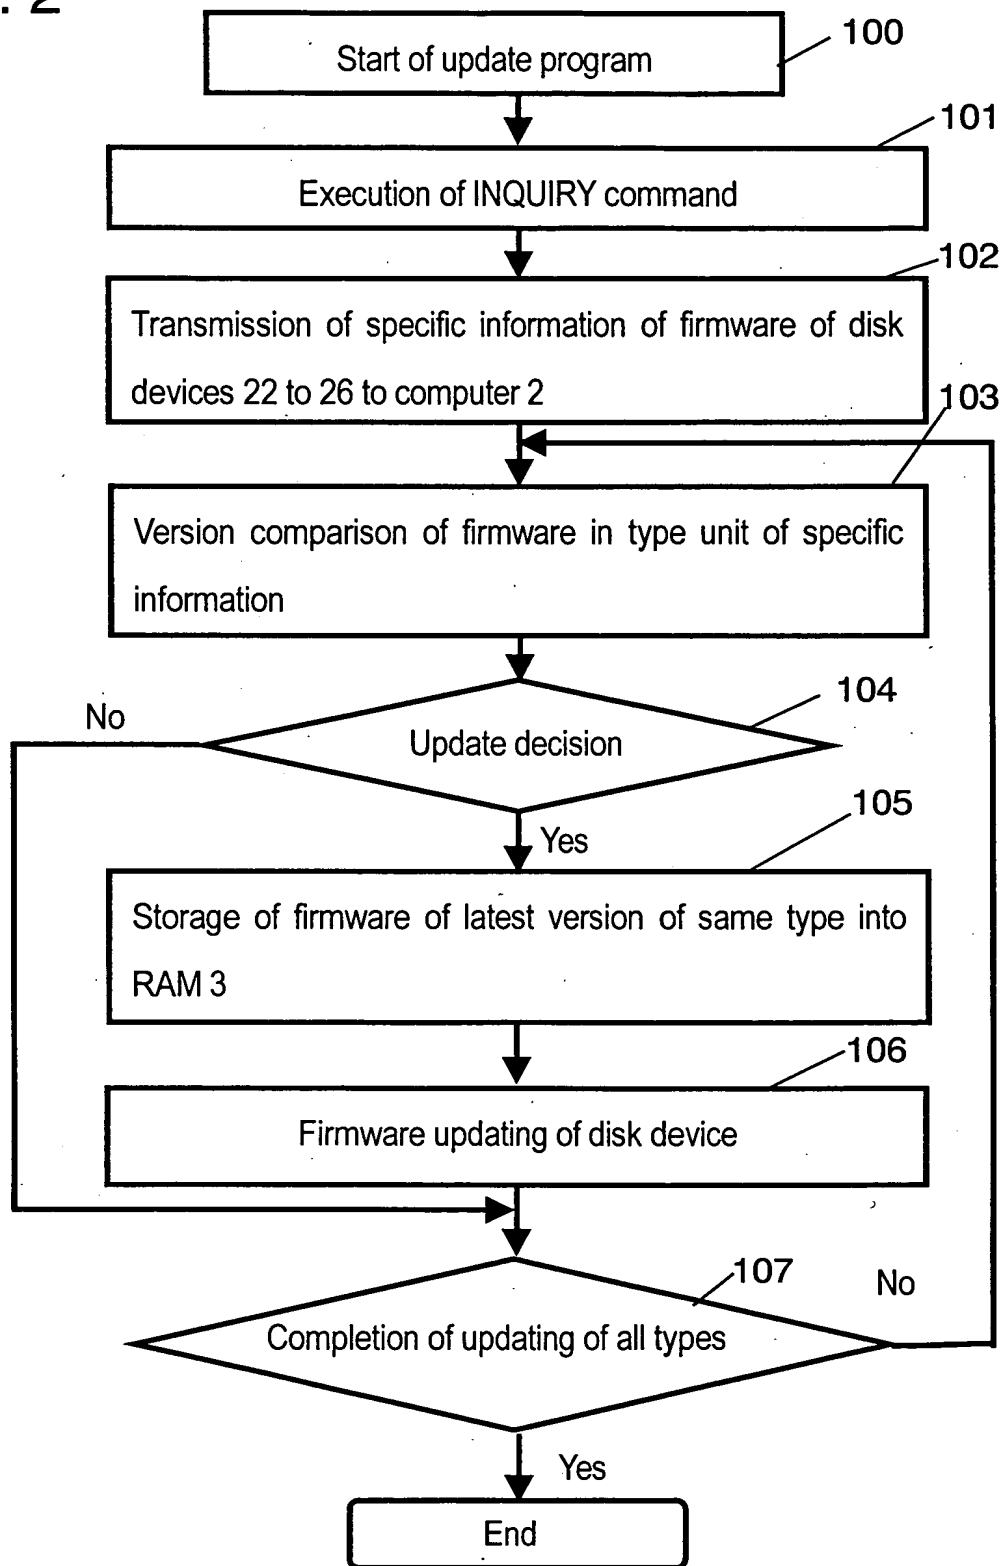 . 2
Start of update program
100
101
Execution of INQUIRY command
102
Transmission of specific information of firmware of disk
devices 22 to 26 to computer 2
103
Version comparison of firmware in type unit of specific
information
104
No
Update decision
105
Yes
Storage of firmware of latest version of same type into
RAM 3
106
Firmware updating of disk device
107
No
Completion of updating of all types
Yes
End